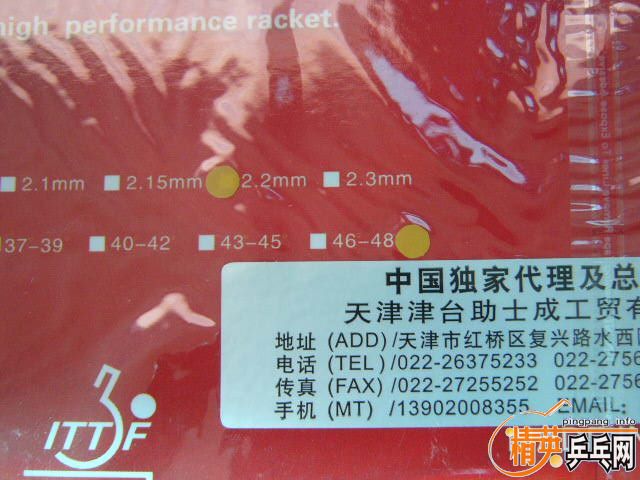 high performance racket.
2.1mm 2.15mm 2.2mm 2.3mm
37-39 40-42 43-45 46-48
中国独家代理及总
天津津台助士成工贸有
地址 (ADD) /天津市红桥区复兴路水西
电话 (TEL) /022-26375233 022-2756
传真 (FAX) /022-27255252 022-2756
手机 (MT) /13902008355 EMAIL:
ITTF
pingpang.info
精英乒乓网